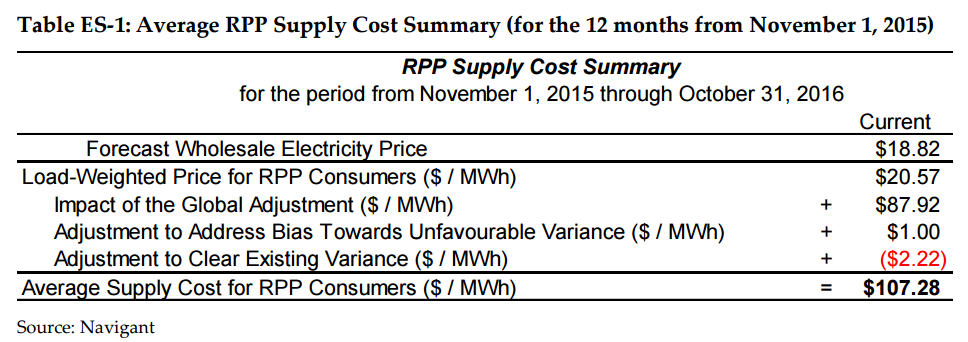 Table ES-1: Average RPP Supply Cost Summary (for the 12 months from November 1, 2015)
RPP Supply Cost Summary
for the period from November 1, 2015 through October 31, 2016
Current
Forecast Wholesale Electricity Price $18.82
Load-Weighted Price for RPP Consumers ($ / MWh) $20.57
Impact of the Global Adjustment ($ / MWh) + $87.92
Adjustment to Address Bias Towards Unfavourable Variance ($ / MWh) + $1.00
Adjustment to Clear Existing Variance ($ / MWh) + ($2.22)
Average Supply Cost for RPP Consumers ($ / MWh) = $107.28
Source: Navigant